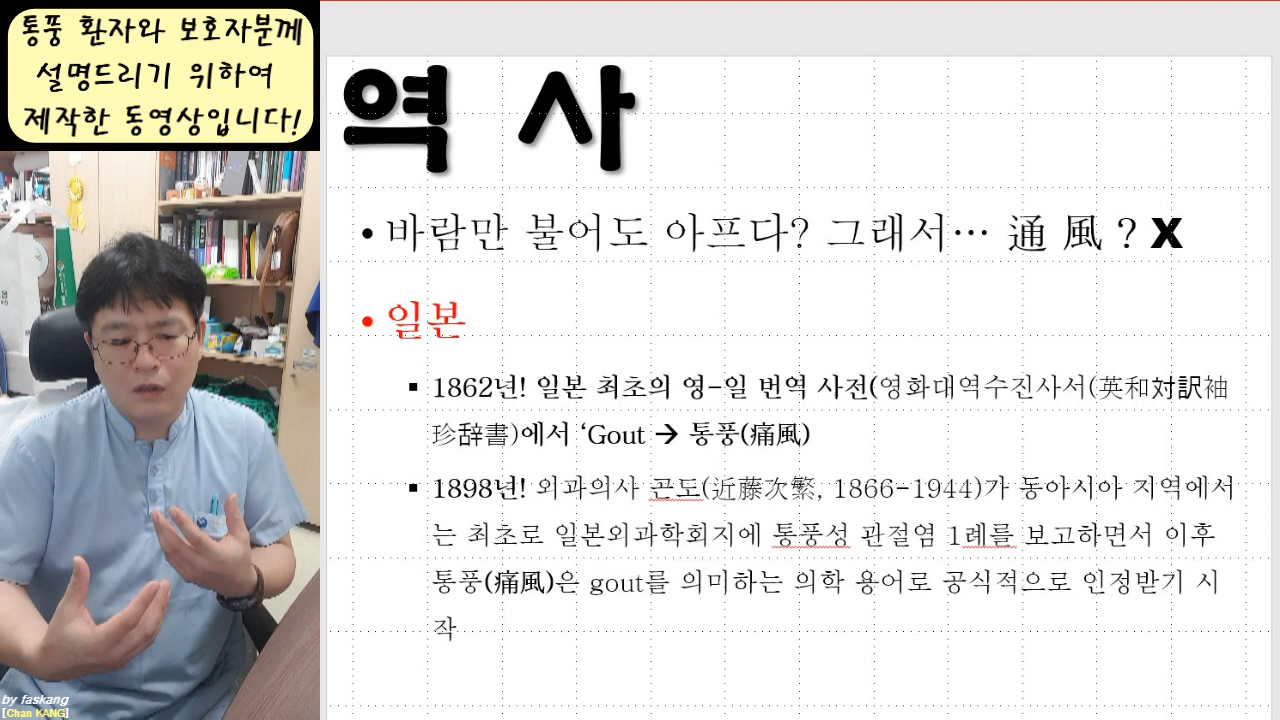 통풍 환자와 보호자분께
설명드리기 위하여
제작한 동영상입니다!
역 사
• 바람만 불어도 아프다? 그래서… 通 風 ? X
• 일본
▪ 1862년! 일본 최초의 영-일 번역 사전(영화대역수진사서(英和対訳袖
珍辞書)에서 ‘Gout → 통풍(痛風)
▪ 1898년! 외과의사 곤도(近藤次繁, 1866-1944)가 동아시아 지역에서
는 최초로 일본외과학회지에 통풍성 관절염 1례를 보고하면서 이후
통풍(痛風)은 gout를 의미하는 의학 용어로 공식적으로 인정받기 시
작
by faskang
[Chan KANG]